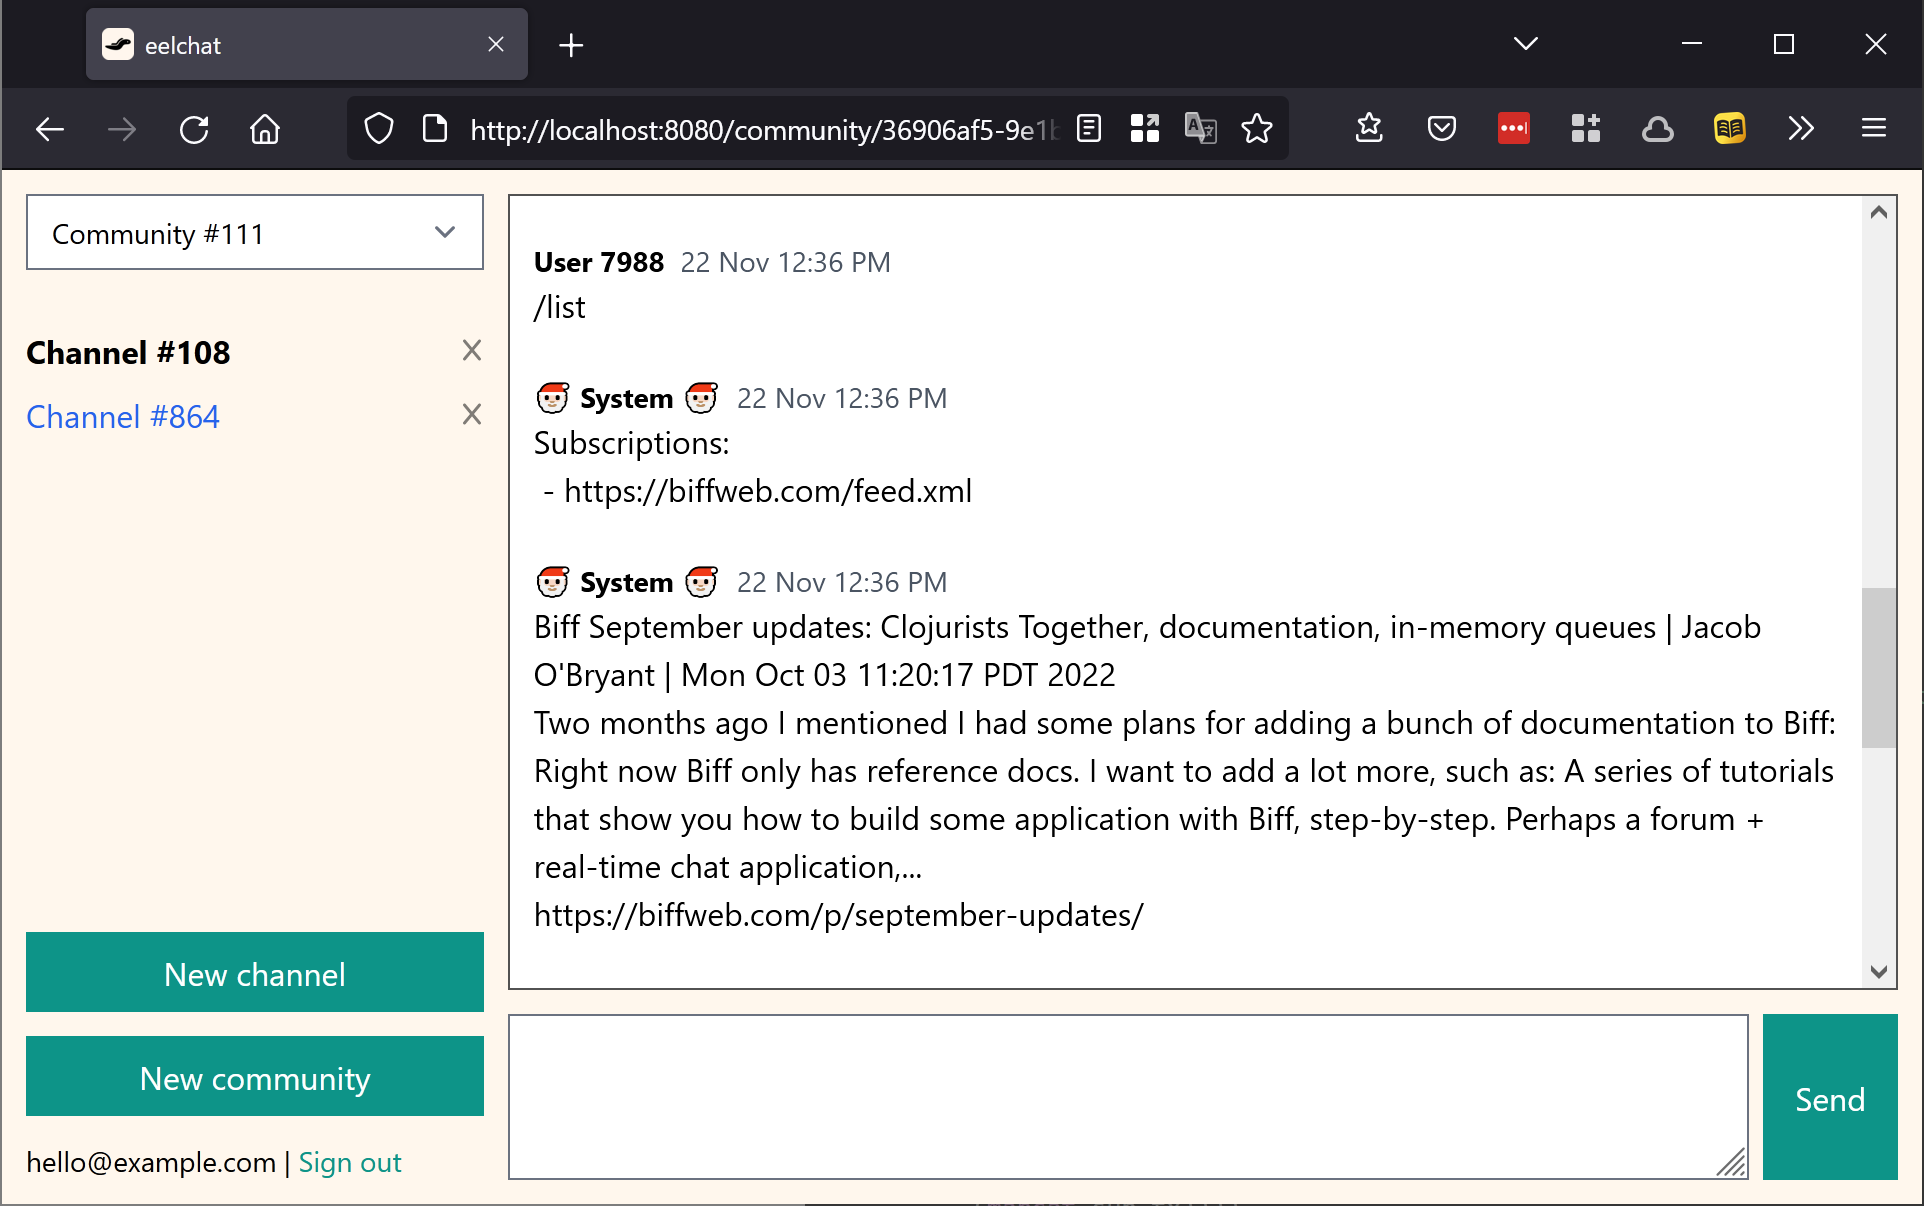 eelchat
http://localhost:8080/community/36906af5-9e1b
Community #111
Channel #108
Channel #864
New channel
New community
hello@example.com | Sign out
User 7988 22 Nov 12:36 PM
/list
System 22 Nov 12:36 PM
Subscriptions:
- https://biffweb.com/feed.xml
System 22 Nov 12:36 PM
Biff September updates: Clojurists Together, documentation, in-memory queues | Jacob
O'Bryant | Mon Oct 03 11:20:17 PDT 2022
Two months ago I mentioned I had some plans for adding a bunch of documentation to Biff:
Right now Biff only has reference docs. I want to add a lot more, such as: A series of tutorials
that show you how to build some application with Biff, step-by-step. Perhaps a forum +
real-time chat application,...
https://biffweb.com/p/september-updates/
Send